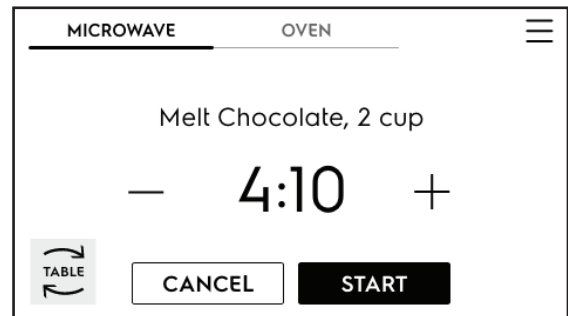 MICROWAVE OVEN
Melt Chocolate, 2 cup
— 4:10 +
TABLE
CANCEL START